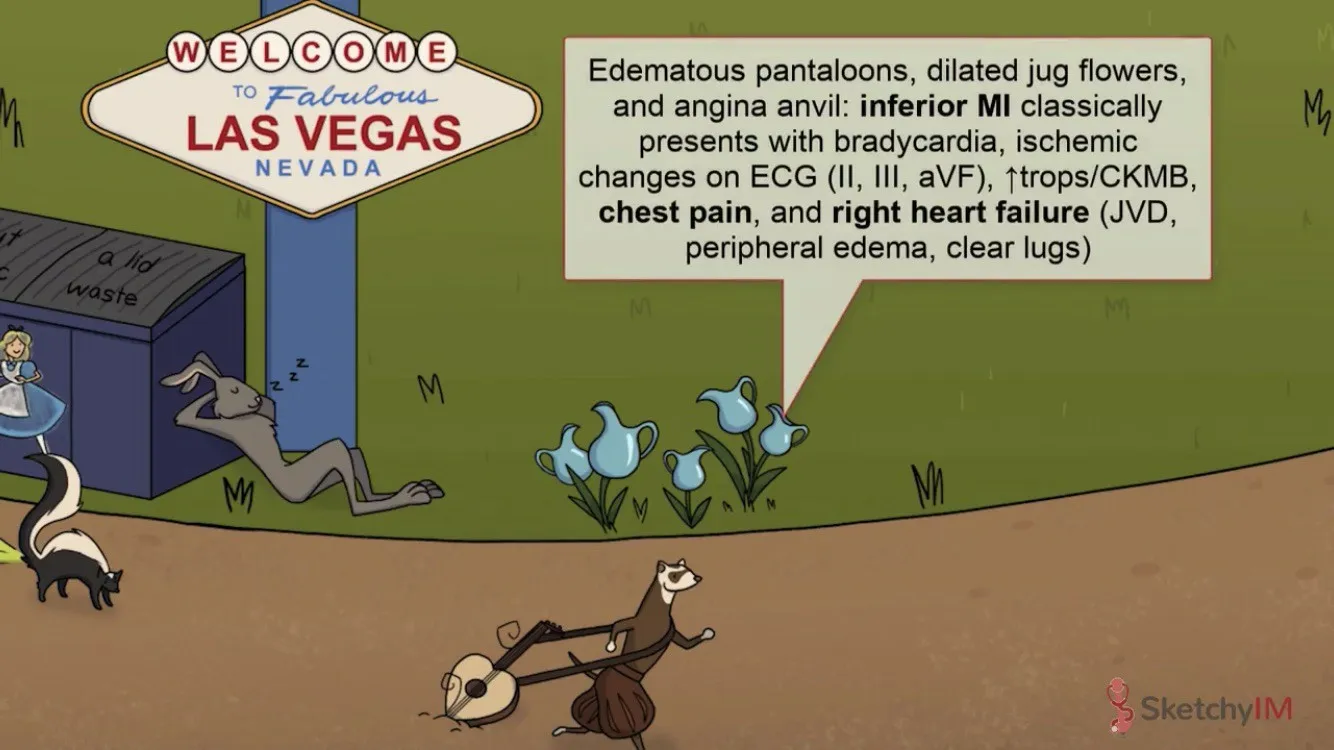 WELCOME
TO Fabulous
LAS VEGAS
NEVADA
Edematous pantaloons, dilated jug flowers,
and angina anvil: inferior MI classically
presents with bradycardia, ischemic
changes on ECG (II, III, aVF), ↑trops/CKMB,
chest pain, and right heart failure (JVD,
peripheral edema, clear lugs)
a lid
waste
z
z
z
SketchyIM